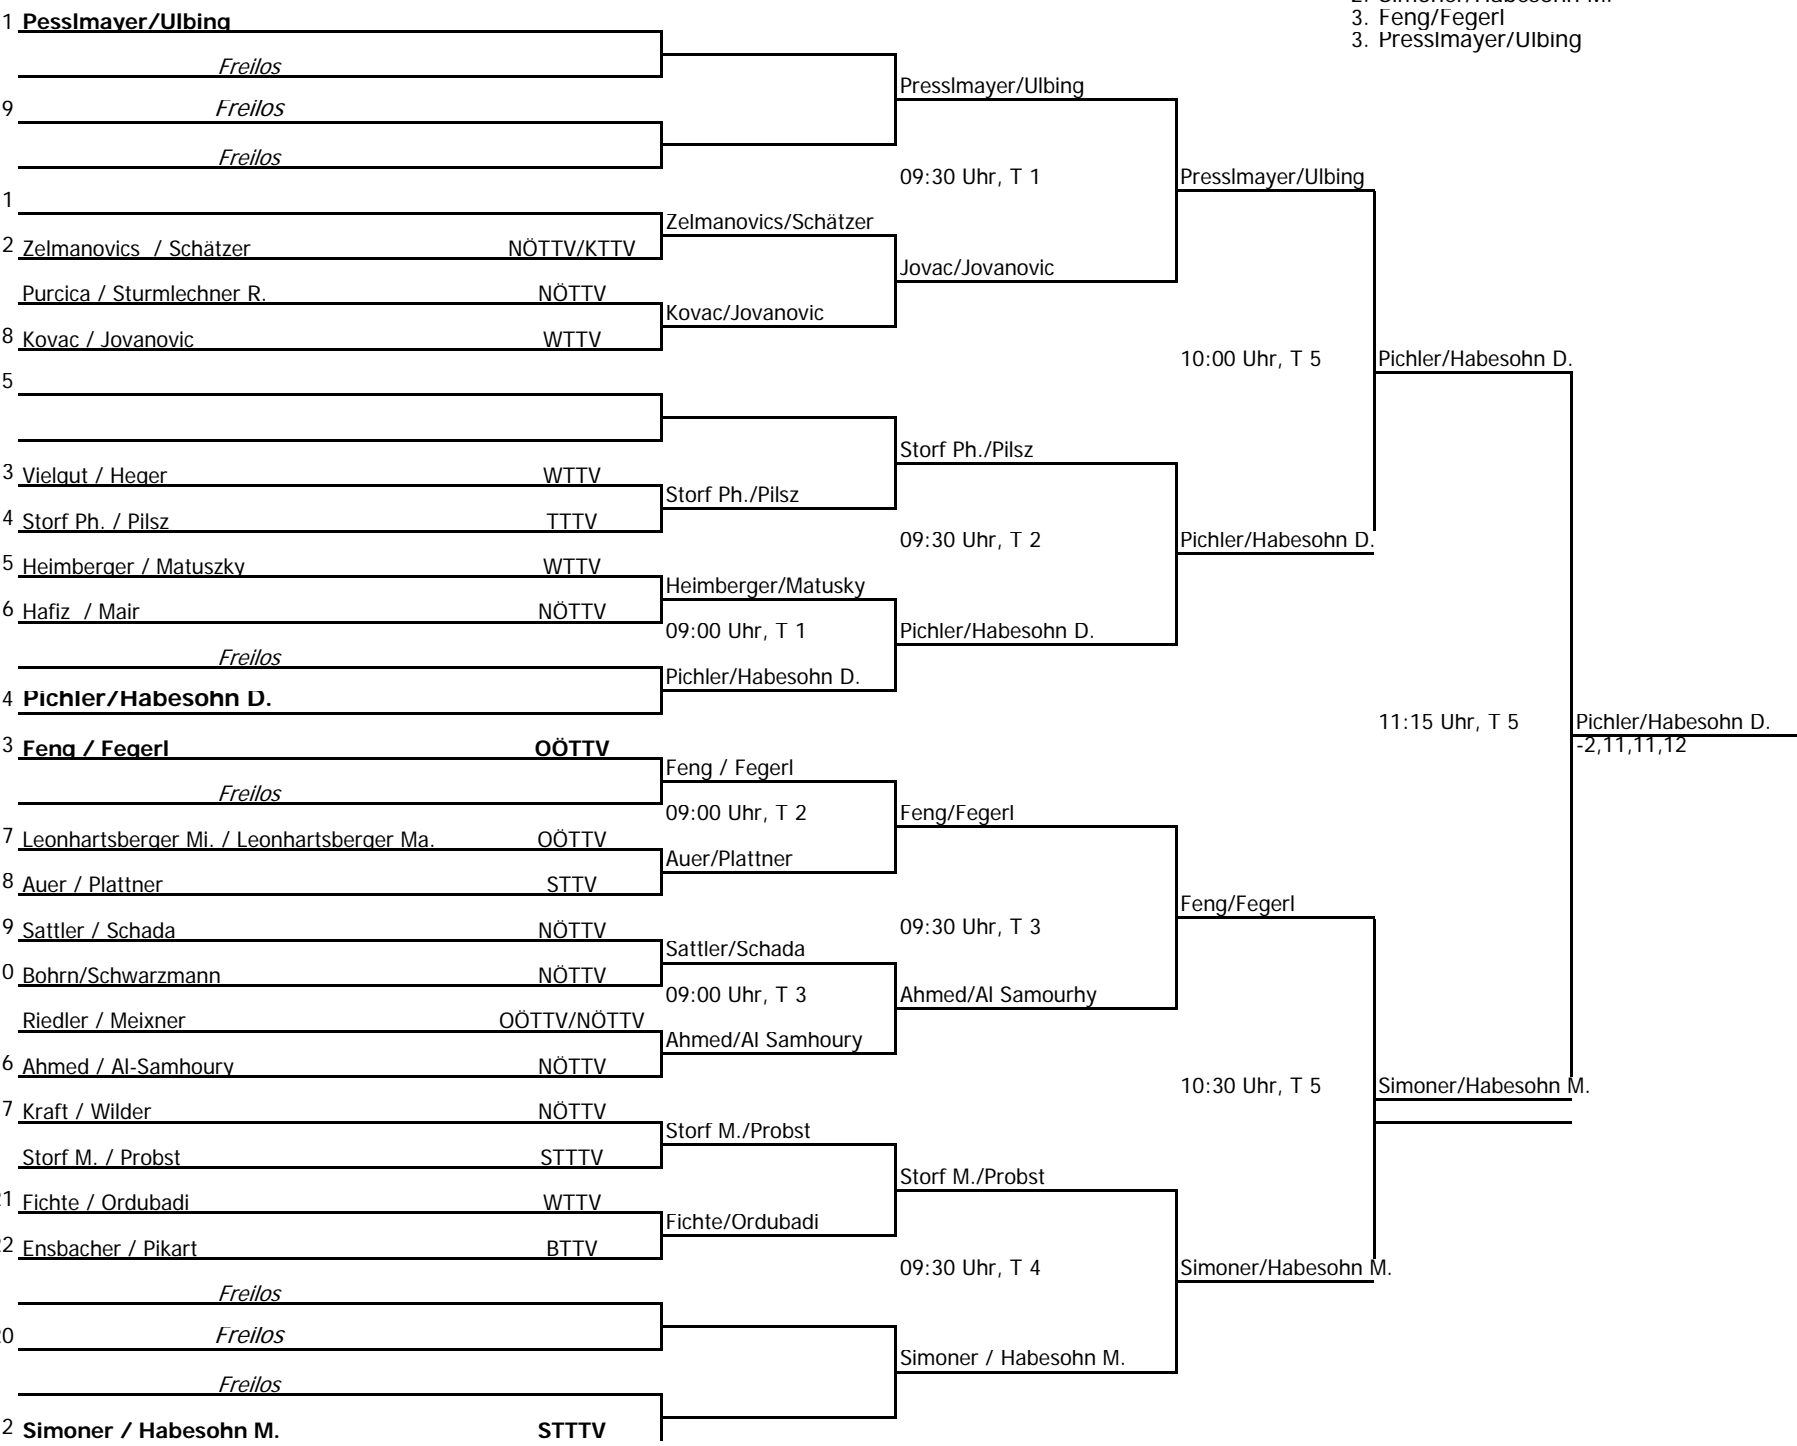 3. Feng/Fegerl
3. Presslmayer/Ulbing
1 Pesslmayer/Ulbing
Freilos
9 Freilos
Freilos
1
2 Zelmanovics / Schätzer NÖTTV/KTTV
Purcica / Sturmlechner R. NÖTTV
8 Kovac / Jovanovic WTTV
5
3 Vielgut / Heger WTTV
4 Storf Ph. / Pilsz TTTV
5 Heimberger / Matuszky WTTV
6 Hafiz / Mair NÖTTV
Freilos
4 Pichler/Habesohn D.
3 Feng / Fegerl OÖTTV
Freilos
7 Leonhartsberger Mi. / Leonhartsberger Ma. OÖTTV
8 Auer / Plattner STTV
9 Sattler / Schada NÖTTV
0 Bohrn/Schwarzmann NÖTTV
Riedler / Meixner OÖTTV/NÖTTV
6 Ahmed / Al-Samhoury NÖTTV
7 Kraft / Wilder NÖTTV
Storf M. / Probst STTTV
1 Fichte / Ordubadi WTTV
2 Ensbacher / Pikart BTTV
Freilos
0 Freilos
Freilos
2 Simoner / Habesohn M. STTTV
Zelmanovics/Schätzer
Kovac/Jovanovic
Storf Ph./Pilsz
Heimberger/Matusky
09:00 Uhr, T 1
Pichler/Habesohn D.
Feng / Fegerl
09:00 Uhr, T 2
Auer/Plattner
Sattler/Schada
09:00 Uhr, T 3
Ahmed/Al Samhoury
Storf M./Probst
Fichte/Ordubadi
Presslmayer/Ulbing
09:30 Uhr, T 1
Jovac/Jovanovic
Storf Ph./Pilsz
09:30 Uhr, T 2
Pichler/Habesohn D.
Feng/Fegerl
09:30 Uhr, T 3
Ahmed/Al Samourhy
Storf M./Probst
09:30 Uhr, T 4
Simoner / Habesohn M.
Presslmayer/Ulbing
10:00 Uhr, T 5
Pichler/Habesohn D.
Feng/Fegerl
10:30 Uhr, T 5
Simoner/Habesohn M.
Pichler/Habesohn D.
11:15 Uhr, T 5
Simoner/Habesohn M.
Pichler/Habesohn D.
-2,11,11,12